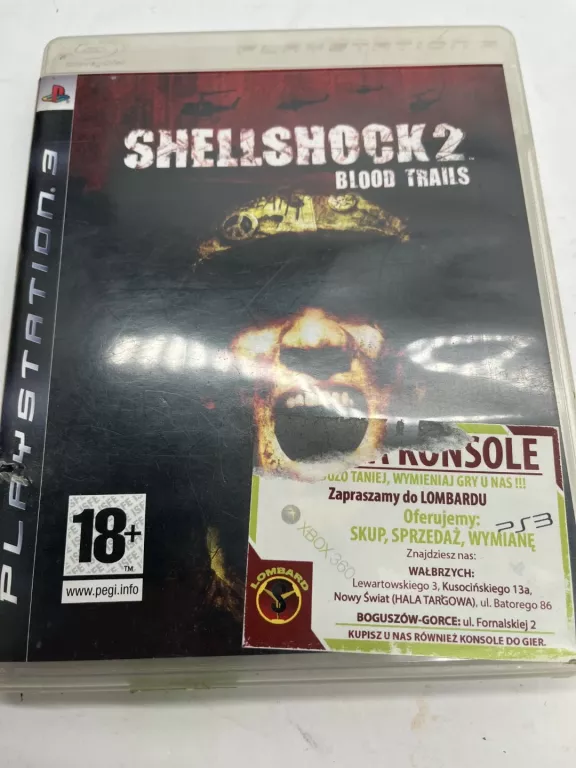 PLAYSTATION 3
PLAYSTATION 3
SHELLSHOCK 2™
BLOOD TRAILS
KONSOLE
TANIEJ, WYMIENIAJ GRY U NAS !!!
Zapraszamy do LOMBARDU
Oferujemy:
SKUP, SPRZEDAŻ, WYMIANĘ
PS3
XBOX 360
Znajdziesz nas:
WAŁBRZYCH:
Lewartowskiego 3, Kusocińskiego 13a,
Nowy Świat (HALA TARGOWA), ul. Batorego 86
BOGUSZÓW-GORCE: ul. Fornalskiej 2
KUPISZ U NAS RÓWNIEŻ KONSOLE DO GIER.
LOMBARD
18+™
www.pegi.info